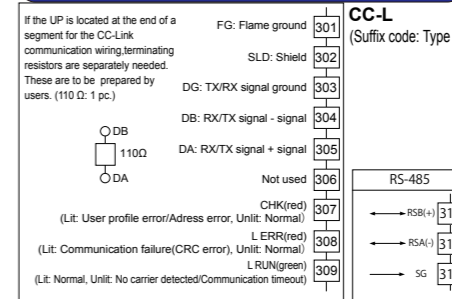 If the UP is located at the end of a
segment for the CC-Link
communication wiring,terminating
resistors are separately needed.
These are to be prepared by
users. (110 Ω: 1 pc.)
DB
110Ω
DA
FG: Flame ground 301
SLD: Shield 302
DG: TX/RX signal ground 303
DB: RX/TX signal - signal 304
DA: RX/TX signal + signal 305
Not used 306
CHK(red)
(Lit: User profile error/Adress error, Unlit: Normal) 307
L ERR(red)
(Lit: Communication failure(CRC error), Unlit: Normal) 308
L RUN(green)
(Lit: Normal, Unlit: No carrier detected/Communication timeout) 309
CC-L
(Suffix code: Type
RS-485
RSB(+) 31
RSA(-) 31
SG 31